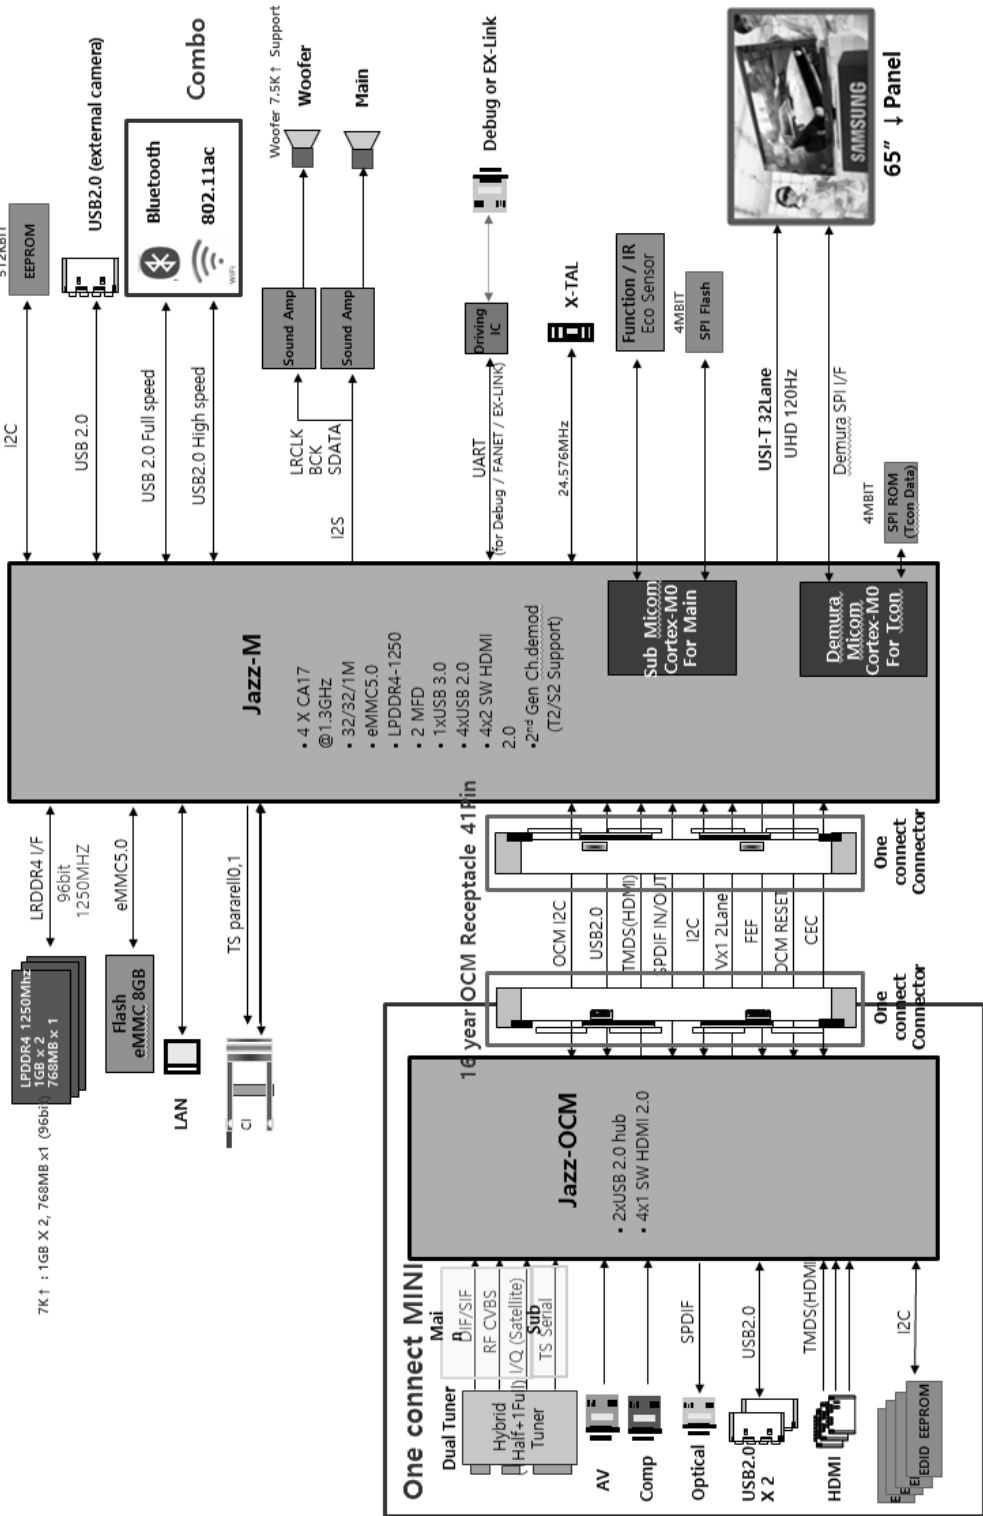 7K↑ : 1GB X 2, 768MB x1 (96bit)
LPDDR4 1250Mhz
1GB x 2
768MB x 1
LRDDR4 I/F
96bit
1250MHZ
Flash
eMMC 8GB
eMMC5.0
LAN
CI
TS pararell0,1
Jazz-M
• 4 X CA17
@1.3GHz
• 32/32/1M
• eMMC5.0
• LPDDR4-1250
• 2 MFD
• 1xUSB 3.0
• 4xUSB 2.0
• 4x2 SW HDMI
2.0
•2nd Gen Ch.demod
(T2/S2 Support)
Sub Micom
Cortex-M0
For Main
Demura
Micom
Cortex-M0
For Tcon
I2C
512KBIT
EEPROM
USB 2.0
USB2.0 (external camera)
USB 2.0 Full speed
USB2.0 High speed
Bluetooth
802.11ac
WIFI
Combo
I2S
LRCLK
BCK
SDATA
Sound Amp
Sound Amp
Woofer 7.5K↑ Support
Woofer
Main
UART
(for Debug / FANET / EX-LINK)
Driving
IC
Debug or EX-Link
24.576MHz
X-TAL
Function / IR
Eco Sensor
4MBIT
SPI Flash
USI-T 32Lane
UHD 120Hz
Demura SPI I/F
4MBIT
SPI ROM
(Tcon Data)
SAMSUNG
65” ↓ Panel
16 year OCM Receptacle 41Pin
OCM I2C
USB2.0
TMDS(HDMI)
SPDIF IN/OUT
I2C
Vx1 2Lane
FEF
OCM RESET
CEC
One
connect
Connector
One
connect
Connector
One connect MINI
Jazz-OCM
• 2xUSB 2.0 hub
• 4x1 SW HDMI 2.0
Dual Tuner
Hybrid
(Half+1Full)
Tuner
Main
DIF/SIF
RF CVBS
I/Q (Satellite)
Sub
TS Serial
AV
Comp
Optical
SPDIF
USB2.0
X 2
USB2.0
HDMI
TMDS(HDMI
E
E
E
EDID EEPROM
I2C